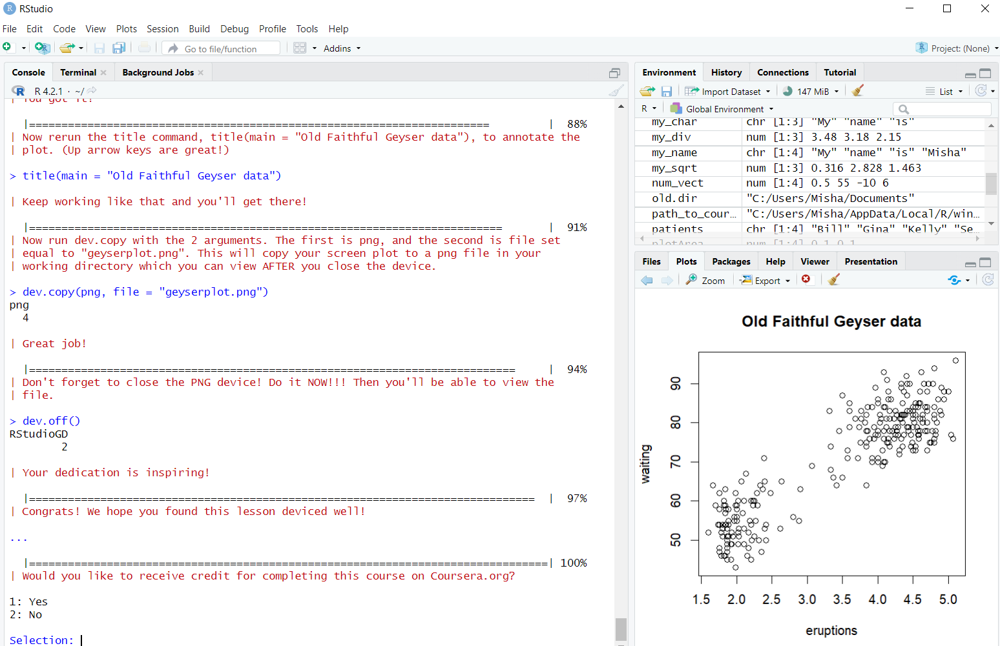 RStudio
File Edit Code View Plots Session Build Debug Profile Tools Help
Go to file/function Addins Project: (None)
Console Terminal Background Jobs
R 4.2.1 · ~/
| You got it!
|======================================================================= | 88%
| Now rerun the title command, title(main = "Old Faithful Geyser data"), to annotate the
| plot. (Up arrow keys are great!)
> title(main = "Old Faithful Geyser data")
| Keep working like that and you'll get there!
|========================================================================= | 91%
| Now run dev.copy with the 2 arguments. The first is png, and the second is file set
| equal to "geyserplot.png". This will copy your screen plot to a png file in your
| working directory which you can view AFTER you close the device.
> dev.copy(png, file = "geyserplot.png")
png
4
| Great job!
|=========================================================================== | 94%
| Don't forget to close the PNG device! Do it NOW!!! Then you'll be able to view the
| file.
> dev.off()
RStudioGD
2
| Your dedication is inspiring!
|============================================================================== | 97%
| Congrats! We hope you found this lesson deviced well!
...
|================================================================================| 100%
| Would you like to receive credit for completing this course on Coursera.org?
1: Yes
2: No
Selection:
Environment History Connections Tutorial
Import Dataset 147 MiB List
R Global Environment
my_char chr [1:3] "My" "name" "is"
my_div num [1:3] 3.48 3.18 2.15
my_name chr [1:4] "My" "name" "is" "Misha"
my_sqrt num [1:3] 0.316 2.828 1.463
num_vect num [1:4] 0.5 55 -10 6
old.dir "C:/Users/Misha/Documents"
path_to_cour... "C:/Users/Misha/AppData/Local/R/win...
patients chr [1:4] "Bill" "Gina" "Kelly" "Se...
plotArea num [1:4] 0 1 0 1
Files Plots Packages Help Viewer Presentation
Zoom Export
Old Faithful Geyser data
waiting
90
80
70
60
50
1.5 2.0 2.5 3.0 3.5 4.0 4.5 5.0
eruptions